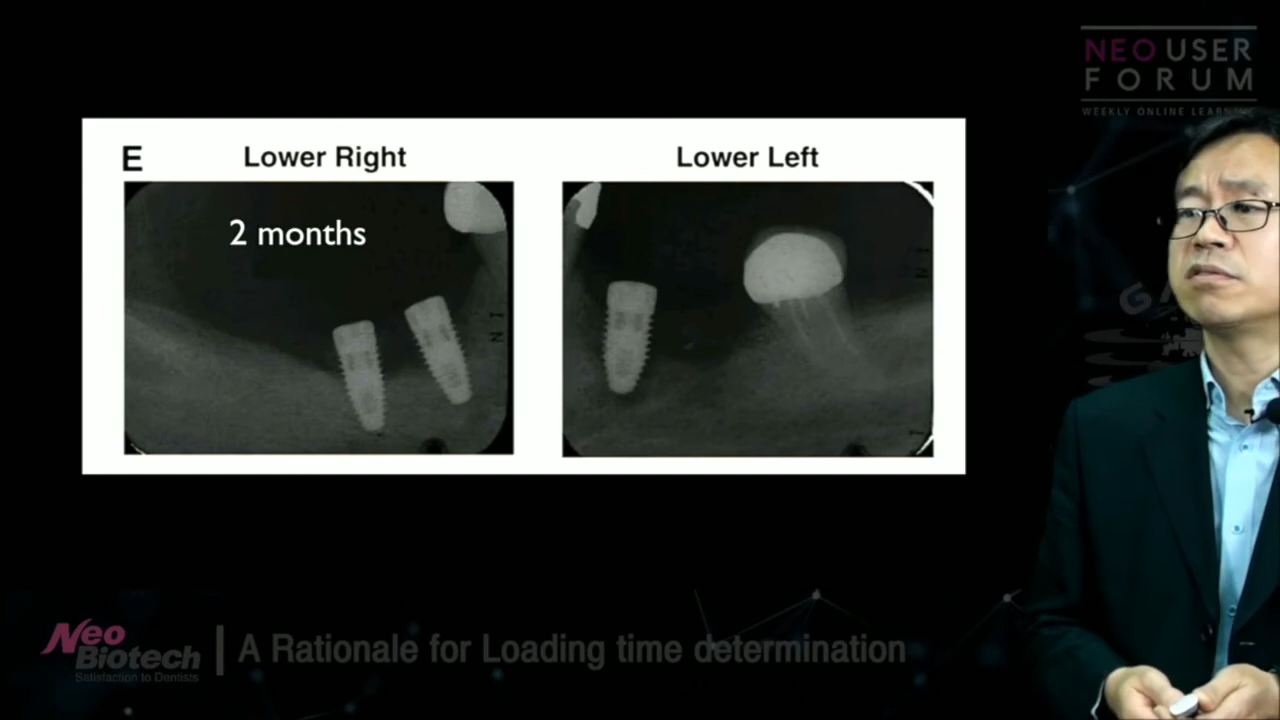 NEO USER
FORUM
WEEKLY ONLINE LEARNING
E
Lower Right
Lower Left
2 months
Neo
Biotech
Satisfaction to Dentists
A Rationale for Loading time determination